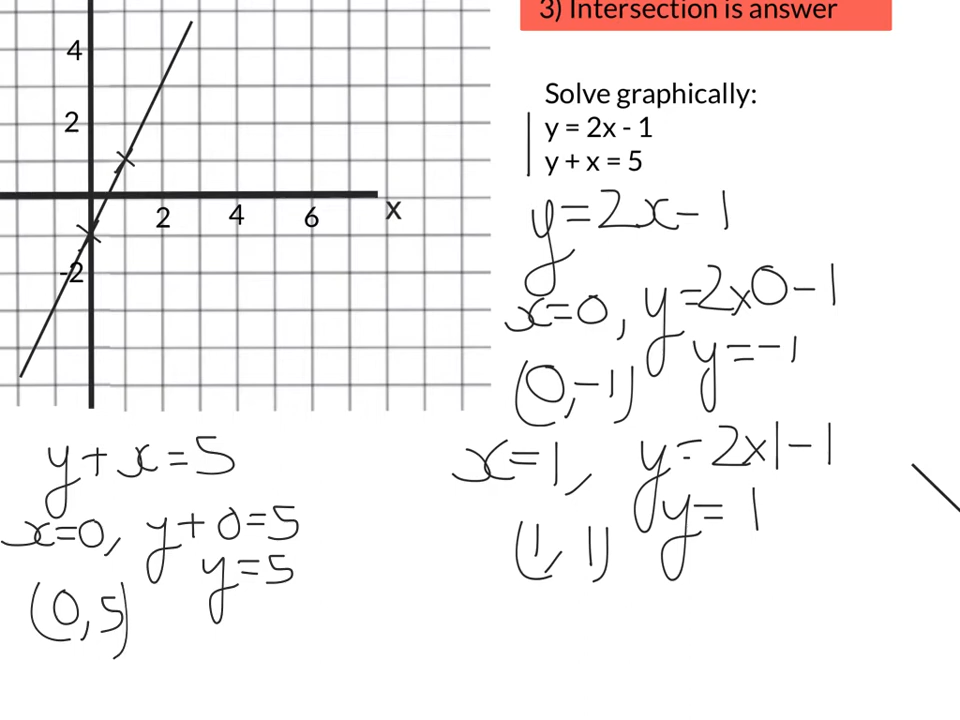 3) Intersection is answer
4
2
2 4 6 x
-2
Solve graphically:
y = 2x - 1
y + x = 5
y=2x-1
x=0, y=2x0-1
y=-1
(0,-1)
x=1, y=2x1-1
y=1
(1,1)
y+x=5
x=0, y+0=5
y=5
(0,5)